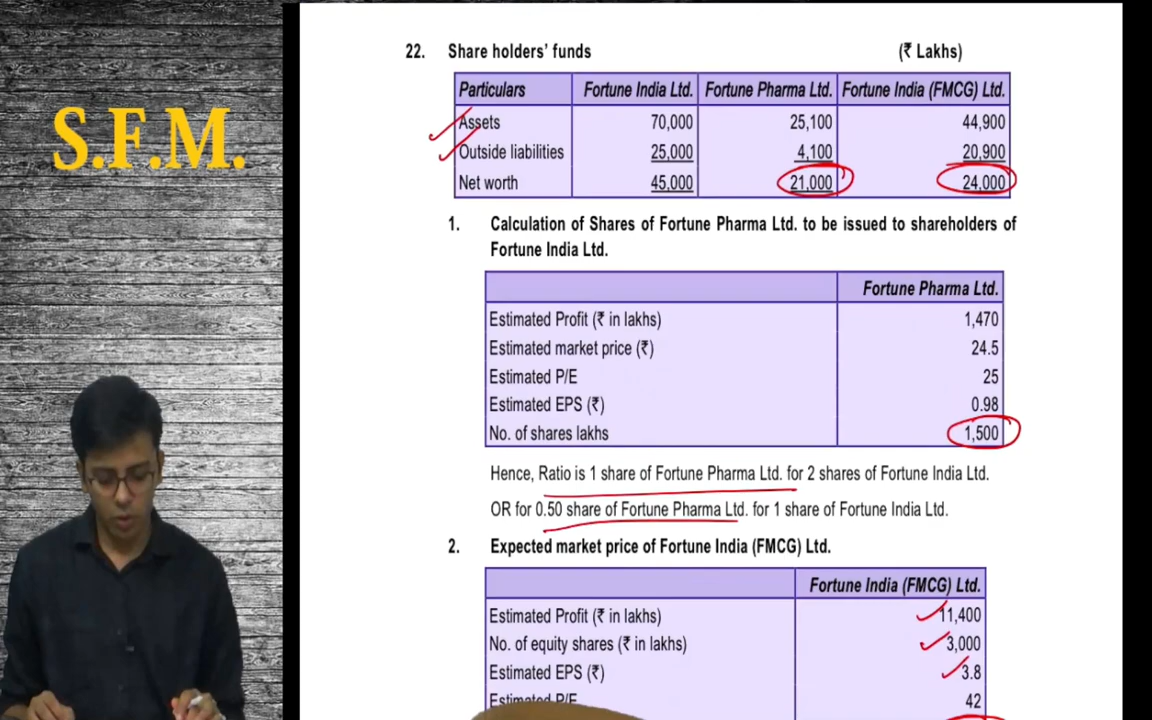 S.F.M.
22. Share holders' funds (₹ Lakhs)
Particulars Fortune India Ltd. Fortune Pharma Ltd. Fortune India (FMCG) Ltd.
Assets 70,000 25,100 44,900
Outside liabilities 25,000 4,100 20,900
Net worth 45,000 21,000 24,000
1. Calculation of Shares of Fortune Pharma Ltd. to be issued to shareholders of
Fortune India Ltd.
Fortune Pharma Ltd.
Estimated Profit (₹ in lakhs) 1,470
Estimated market price (₹) 24.5
Estimated P/E 25
Estimated EPS (₹) 0.98
No. of shares lakhs 1,500
Hence, Ratio is 1 share of Fortune Pharma Ltd. for 2 shares of Fortune India Ltd.
OR for 0.50 share of Fortune Pharma Ltd. for 1 share of Fortune India Ltd.
2. Expected market price of Fortune India (FMCG) Ltd.
Fortune India (FMCG) Ltd.
Estimated Profit (₹ in lakhs) 11,400
No. of equity shares (₹ in lakhs) 3,000
Estimated EPS (₹) 3.8
Estimated P/E 42